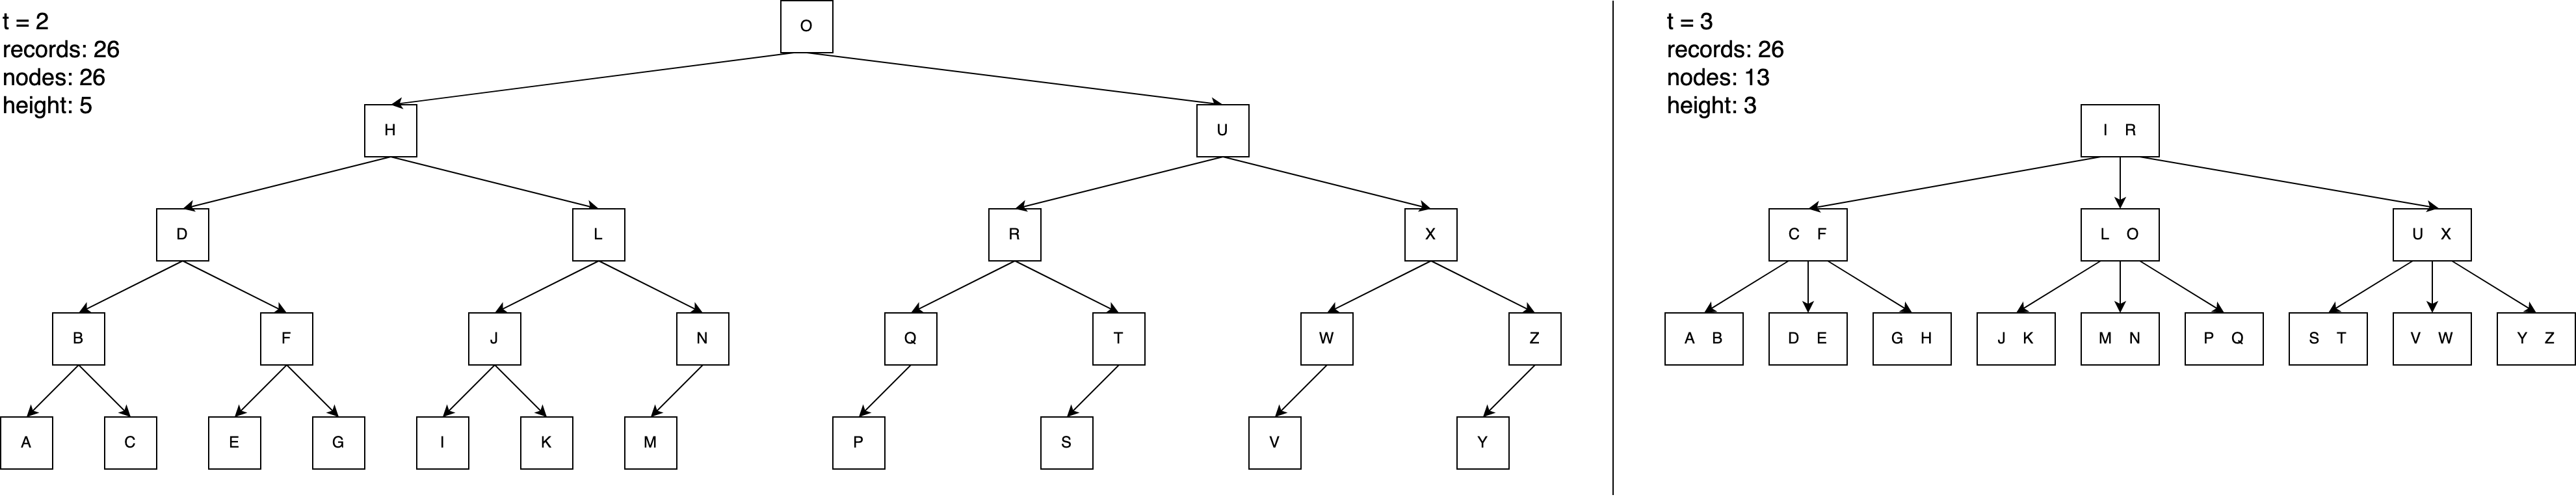 t = 2
records: 26
nodes: 26
height: 5
O
H U
D L R X
B F J N Q T W Z
A C E G I K M P S V Y
t = 3
records: 26
nodes: 13
height: 3
I R
C F L O U X
A B D E G H J K M N P Q S T V W Y Z